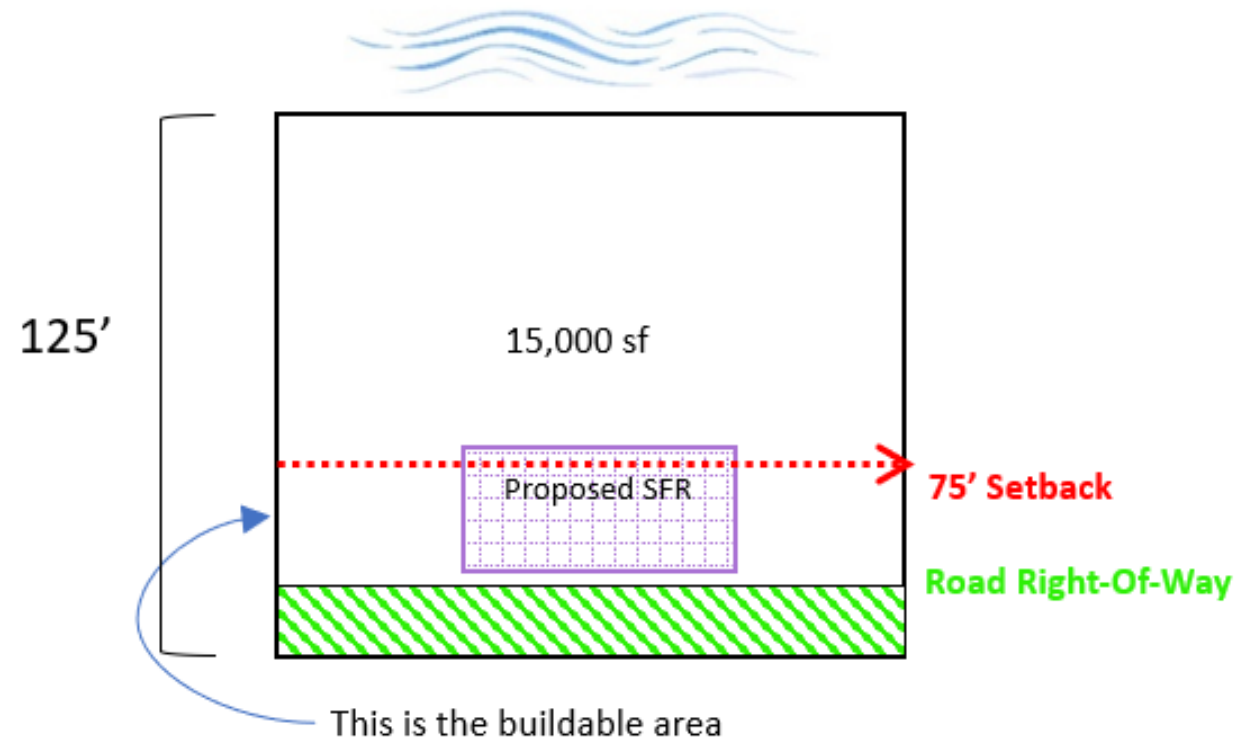 125’
15,000 sf
Proposed SFR
75’ Setback
Road Right-Of-Way
This is the buildable area